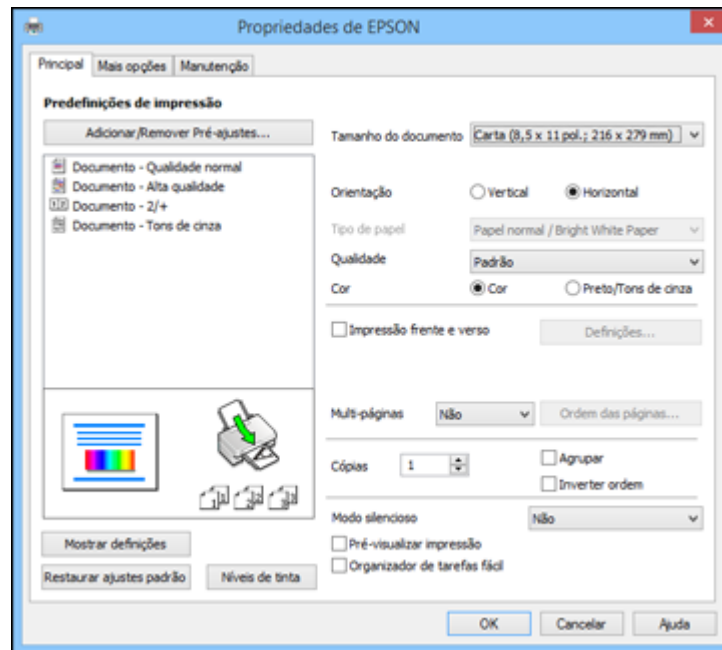 Propriedades de EPSON
Principal Mais opções Manutenção
Predefinições de impressão
Adicionar/Remover Pré-ajustes...
Documento - Qualidade normal
Documento - Alta qualidade
Documento - 2/+
Documento - Tons de cinza
Mostrar definições
Restaurar ajustes padrão Níveis de tinta
Tamanho do documento Carta (8,5 x 11 pol.; 216 x 279 mm)
Orientação Vertical Horizontal
Tipo de papel Papel normal / Bright White Paper
Qualidade Padrão
Cor Cor Preto/Tons de cinza
Impressão frente e verso Definições...
Multi-páginas Não Ordem das páginas...
Cópias 1 Agrupar
Inverter ordem
Modo silencioso Não
Pré-visualizar impressão
Organizador de tarefas fácil
OK Cancelar Ajuda